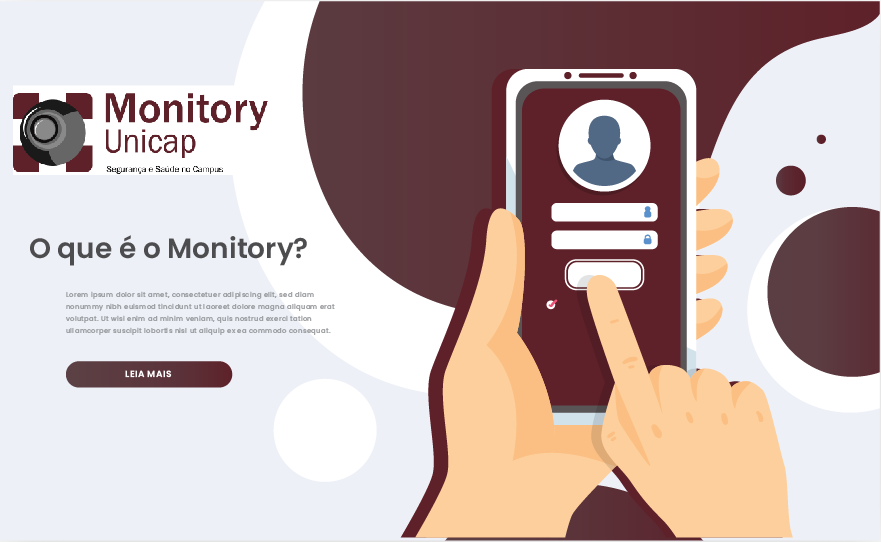 Monitory
Unicap
Segurança e Saúde no Campus
O que é o Monitory?
Lorem ipsum dolor sit amet, consectetuer adipiscing elit, sed diam
nonummy nibh euismod tincidunt ut laoreet dolore magna aliquam erat
volutpat. Ut wisi enim ad minim veniam, quis nostrud exerci tation
ullamcorper suscipit lobortis nisl ut aliquip ex ea commodo consequat.
LEIA MAIS